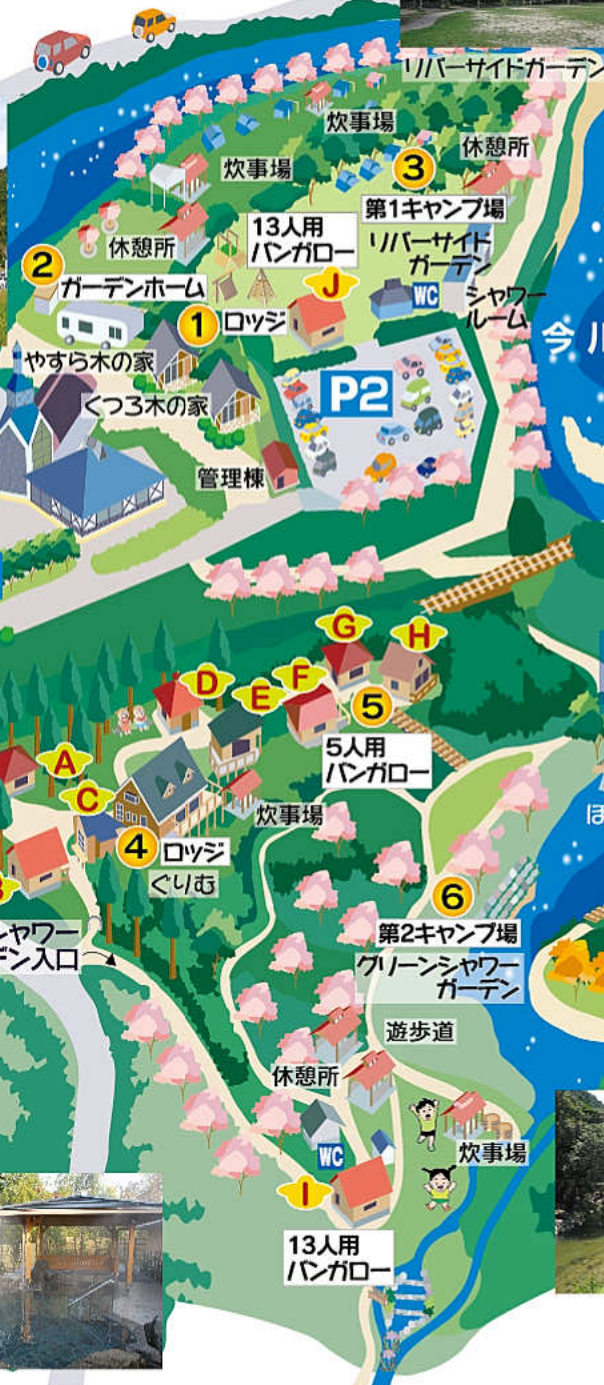 リバーサイドガーデン
炊事場
3
休憩所
炊事場
第1キャンプ場
13人用
バンガロー
リバーサイド
ガーデン
休憩所
2
J
WC
シャワー
ルーム
ガーデンホーム
1
ロッジ
今川
やすら木の家
P2
くつろ木の家
管理棟
G
H
D
E
F
5
A
5人用
バンガロー
C
炊事場
4
ロッジ
ぐりむ
6
第2キャンプ場
シャワー
デン入口
グリーンシャワー
ガーデン
遊歩道
休憩所
WC
炊事場
I
13人用
バンガロー